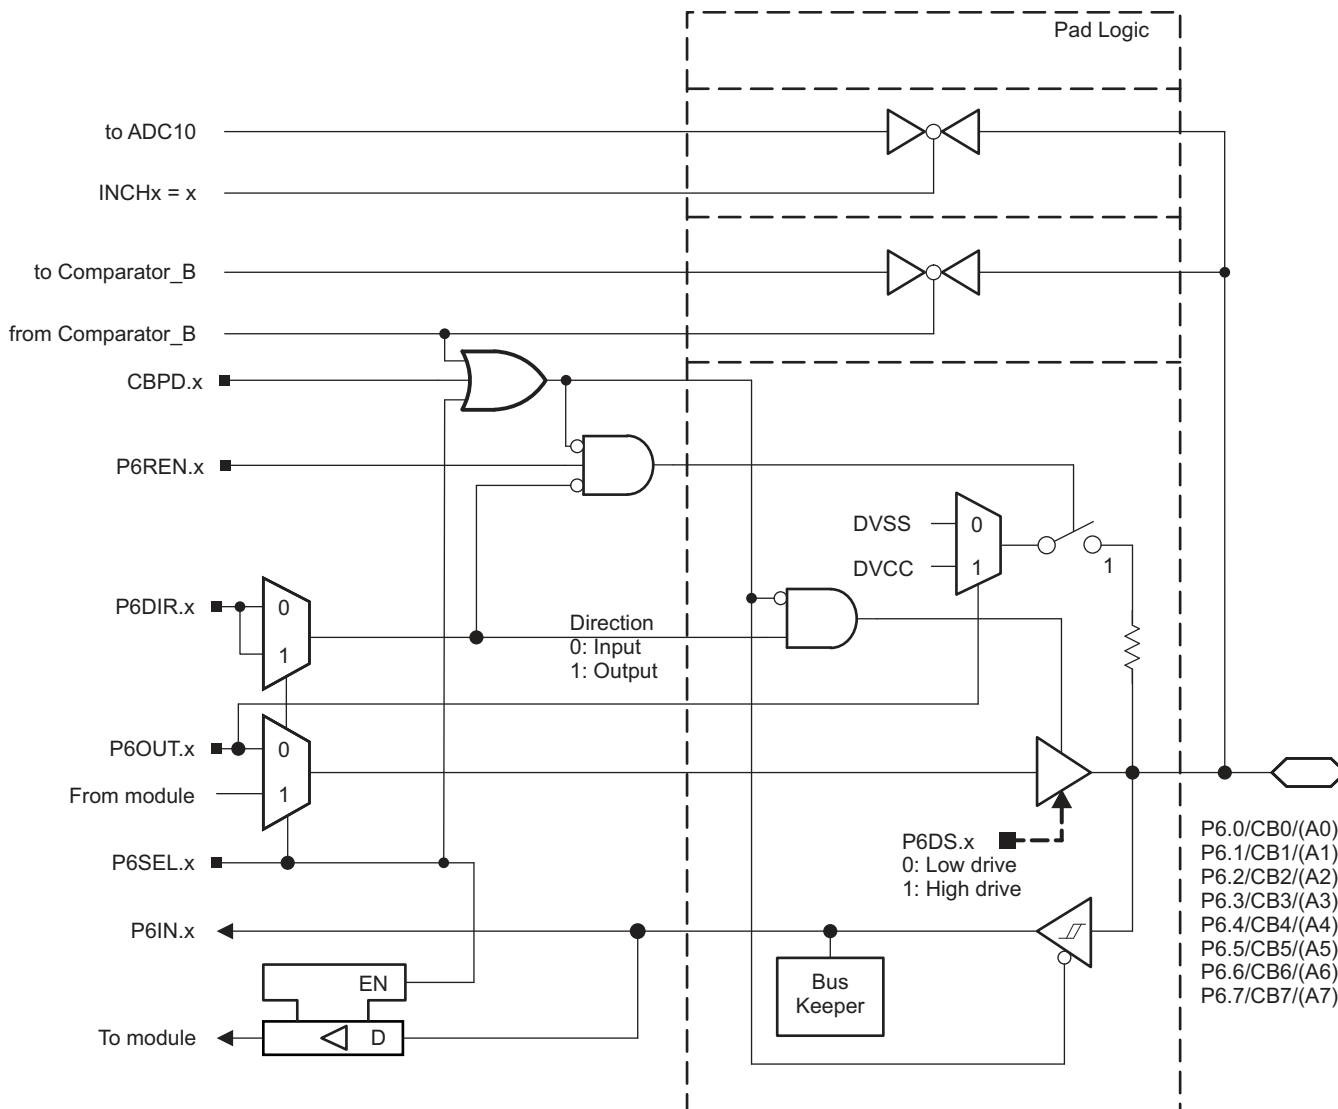 Pad Logic
to ADC10
INCHx = x
to Comparator_B
from Comparator_B
CBPD.x
P6REN.x
DVSS
0
DVCC
1
1
P6DIR.x
0
1
Direction
0: Input
1: Output
P6OUT.x
0
From module
1
P6SEL.x
P6DS.x
0: Low drive
1: High drive
P6.0/CB0/(A0)
P6.1/CB1/(A1)
P6.2/CB2/(A2)
P6.3/CB3/(A3)
P6.4/CB4/(A4)
P6.5/CB5/(A5)
P6.6/CB6/(A6)
P6.7/CB7/(A7)
P6IN.x
EN
Bus
Keeper
To module
D